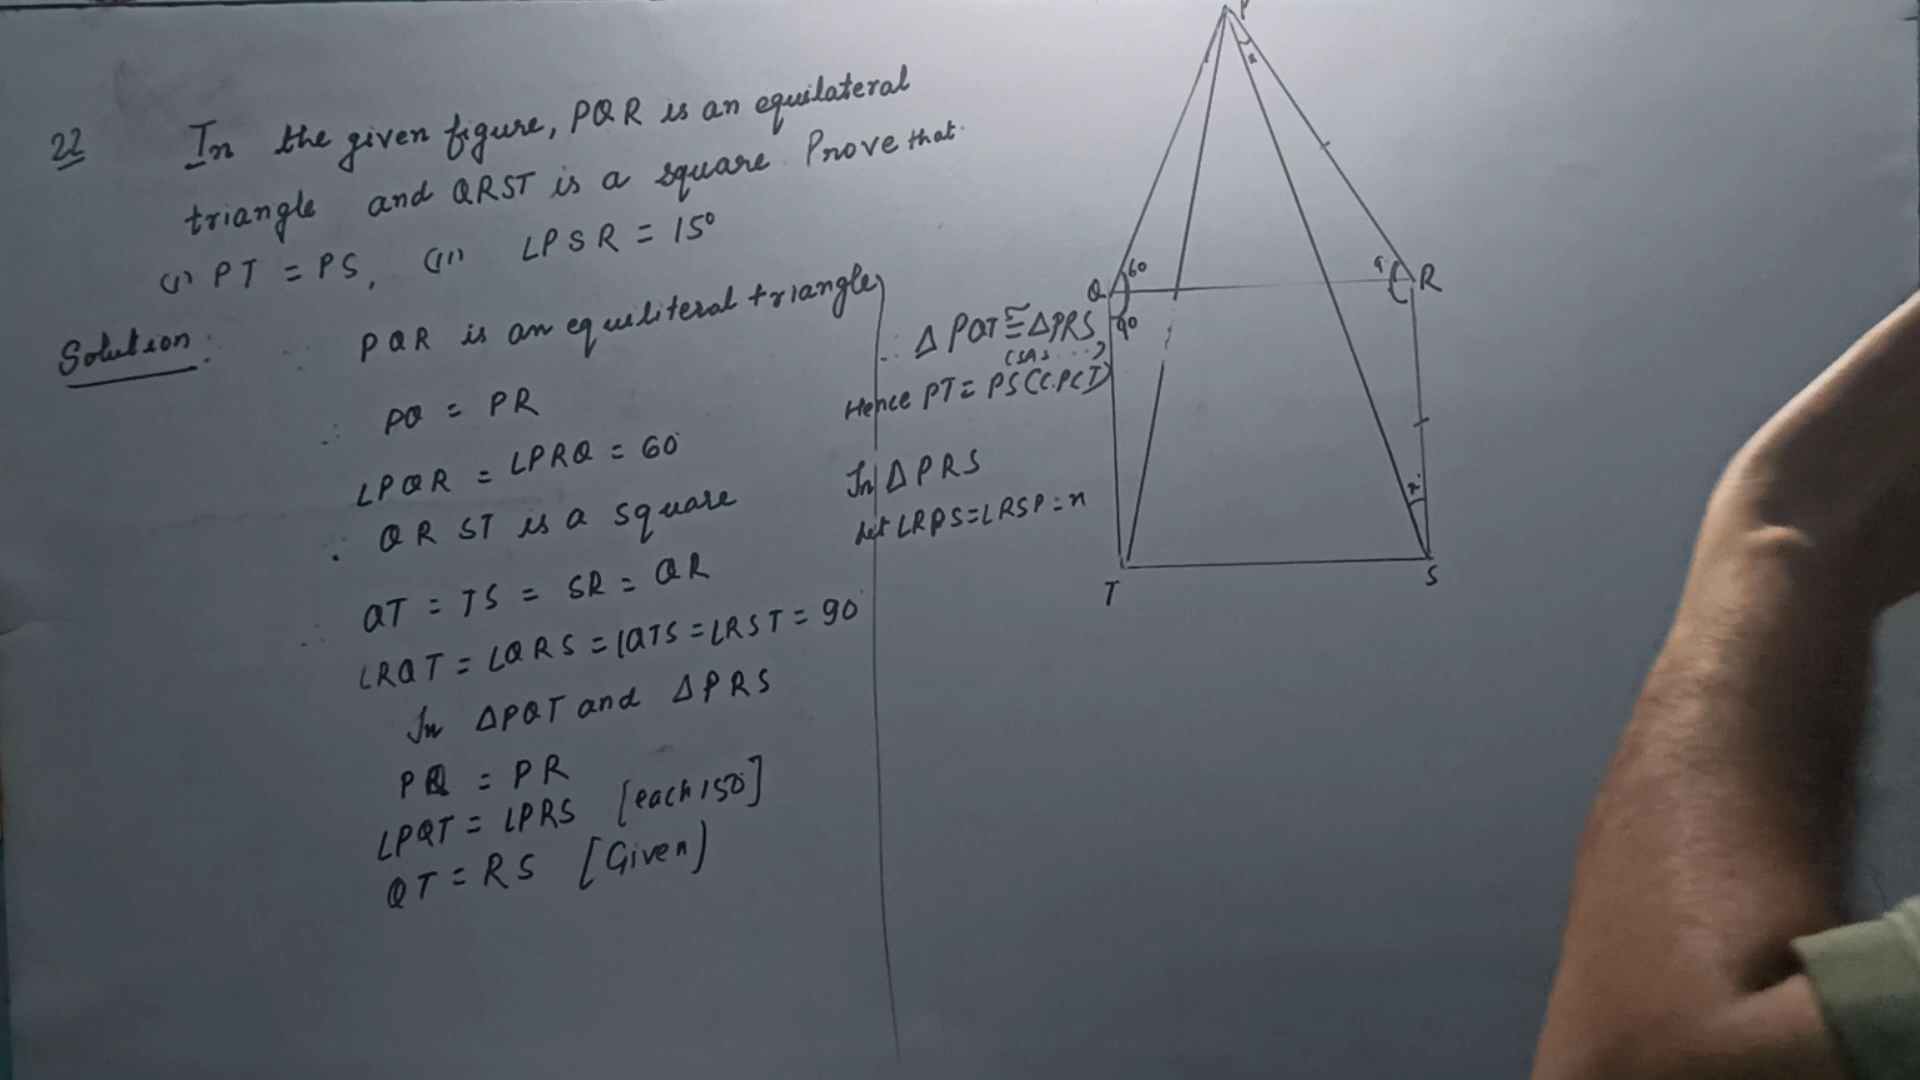 22 In the given figure, PQR is an equilateral
triangle and QRST is a square Prove that
(i) PT = PS, (ii) ∠PSR = 15°
Solution: PQR is an equiliteral triangle
∴ PQ = PR
∠PQR = ∠PRQ = 60°
∵ QRST is a square
QT = TS = SR = QR
∴ ∠RQT = ∠QRS = ∠QTS = ∠RST = 90
In ΔPQT and ΔPRS
PQ = PR
∠PQT = ∠PRS [each 150]
QT = RS [Given)
∴ ΔPQT ≅ ΔPRS
Hence PT = PS (C.P.C.T)
In ΔPRS
Let ∠RPS = ∠RSP = x
P
x
Q 60
90
R
x
T
S